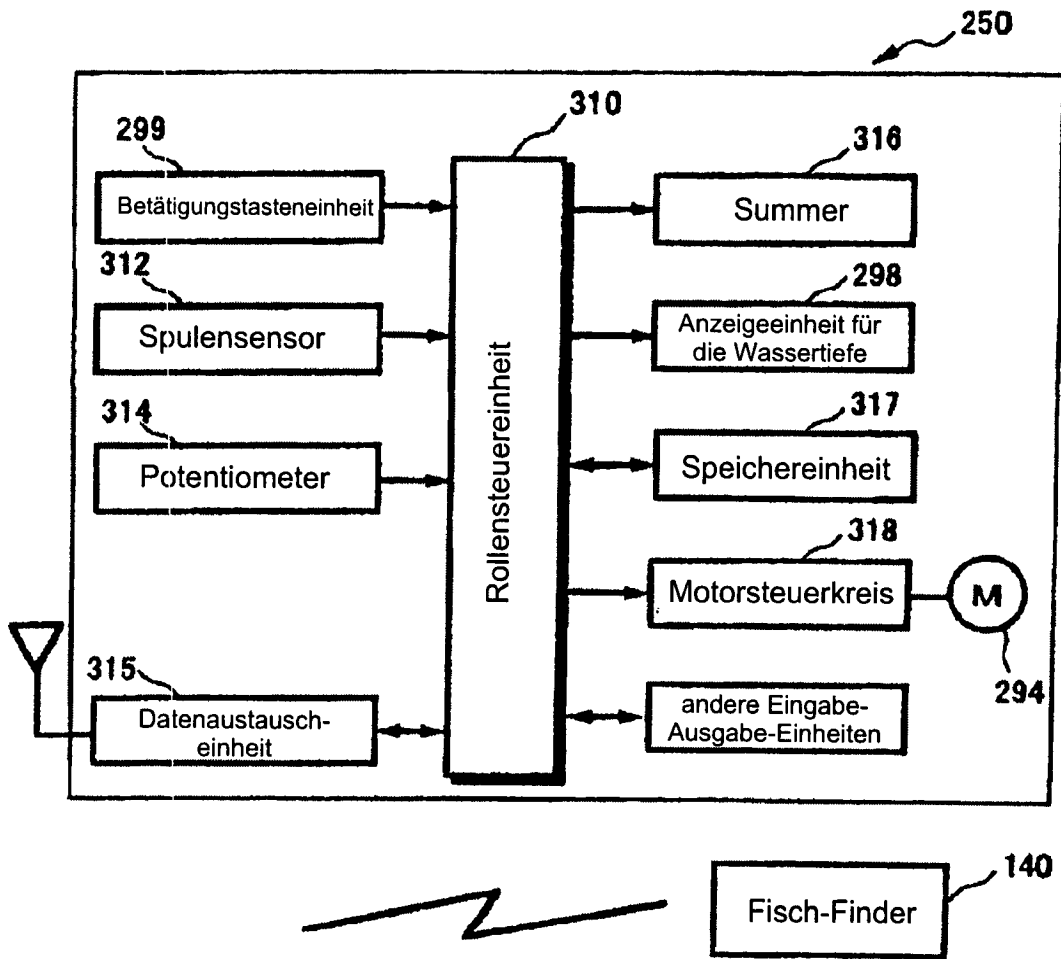 250
310
299
Betätigungstasteneinheit
312
Spulensensor
314
Potentiometer
315
Datenaustausch-
einheit
Rollensteuereinheit
316
Summer
298
Anzeigeeinheit für
die Wassertiefe
317
Speichereinheit
318
Motorsteuerkreis
M
294
andere Eingabe-
Ausgabe-Einheiten
140
Fisch-Finder